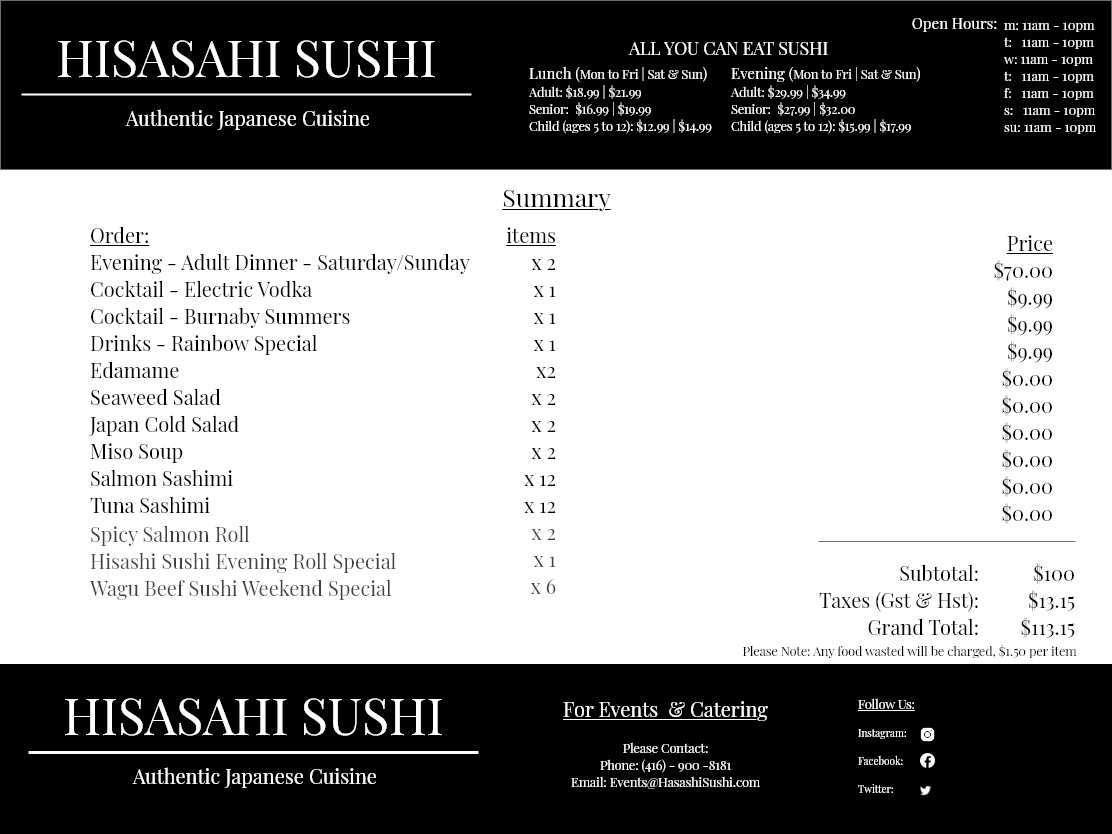 HISASAHI SUSHI
Authentic Japanese Cuisine
ALL YOU CAN EAT SUSHI
Lunch (Mon to Fri | Sat & Sun)
Adult: $18.99 | $21.99
Senior: $16.99 | $19.99
Child (ages 5 to 12): $12.99 | $14.99
Evening (Mon to Fri | Sat & Sun)
Adult: $29.99 | $34.99
Senior: $27.99 | $32.00
Child (ages 5 to 12): $15.99 | $17.99
Open Hours: m: 11am - 10pm
t: 11am - 10pm
w: 11am - 10pm
t: 11am - 10pm
f: 11am - 10pm
s: 11am - 10pm
su: 11am - 10pm
Summary
Order: items Price
Evening - Adult Dinner - Saturday/Sunday x 2 $70.00
Cocktail - Electric Vodka x 1 $9.99
Cocktail - Burnaby Summers x 1 $9.99
Drinks - Rainbow Special x 1 $9.99
Edamame x2 $0.00
Seaweed Salad x 2 $0.00
Japan Cold Salad x 2 $0.00
Miso Soup x 2 $0.00
Salmon Sashimi x 12 $0.00
Tuna Sashimi x 12 $0.00
Spicy Salmon Roll x 2
Hisashi Sushi Evening Roll Special x 1
Wagu Beef Sushi Weekend Special x 6
Subtotal: $100
Taxes (Gst & Hst): $13.15
Grand Total: $113.15
Please Note: Any food wasted will be charged, $1.50 per item
HISASAHI SUSHI
Authentic Japanese Cuisine
For Events & Catering
Please Contact:
Phone: (416) - 900 -8181
Email: Events@HasashiSushi.com
Follow Us:
Instagram:
Facebook:
Twitter: